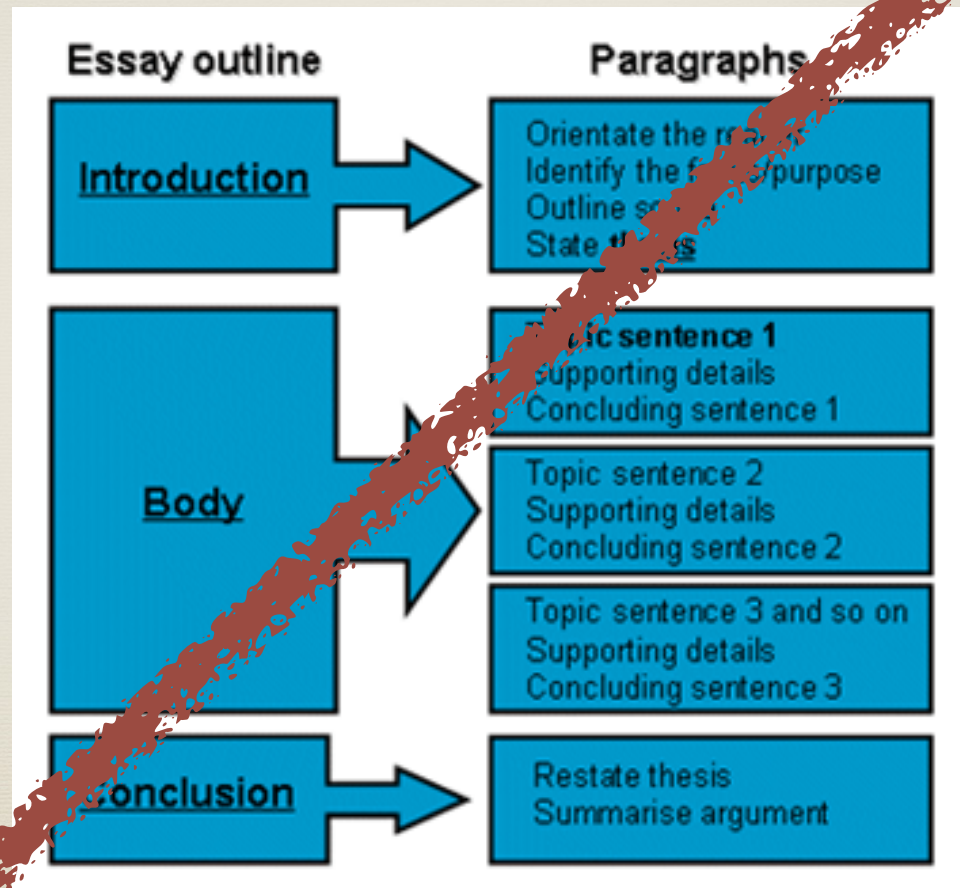 Essay outline
Paragraphs
Introduction
Orientate the
Identify the /purpose
Outline
State
sentence 1
Supporting details
Concluding sentence 1
Body
Topic sentence 2
Supporting details
Concluding sentence 2
Topic sentence 3 and so on
Supporting details
Concluding sentence 3
Conclusion
Restate thesis
Summarise argument